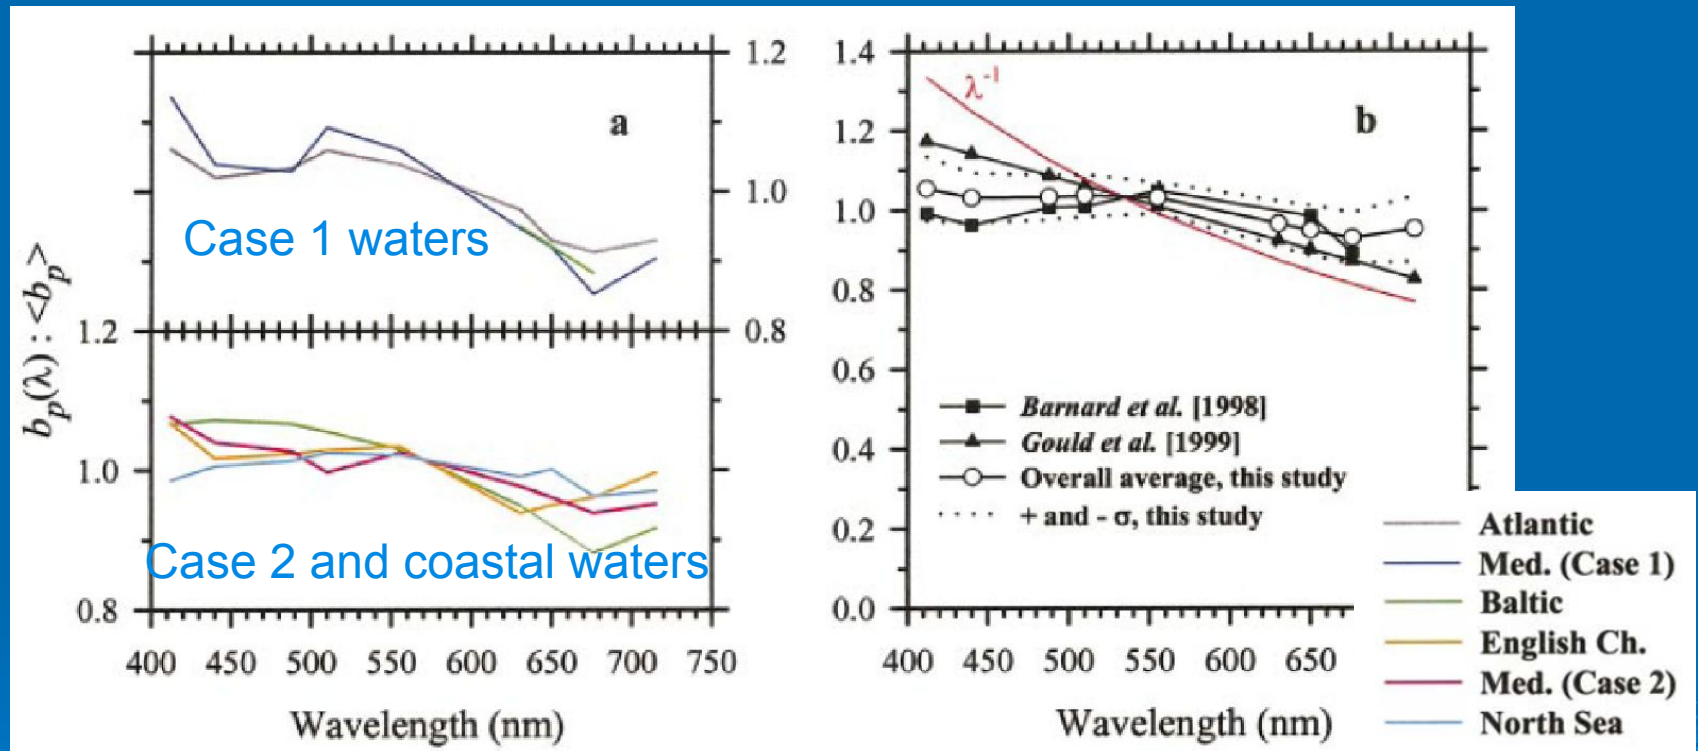 1.2
1.0
0.8
a
Case 1 waters
1.2
1.0
0.8
Case 2 and coastal waters
b_p(λ) : <b_p>
400 450 500 550 600 650 700 750
Wavelength (nm)
1.4
1.2
1.0
0.8
0.6
0.4
0.2
0.0
λ⁻¹
b
Barnard et al. [1998]
Gould et al. [1999]
Overall average, this study
+ and - σ, this study
400 450 500 550 600 650
Wavelength (nm)
Atlantic
Med. (Case 1)
Baltic
English Ch.
Med. (Case 2)
North Sea